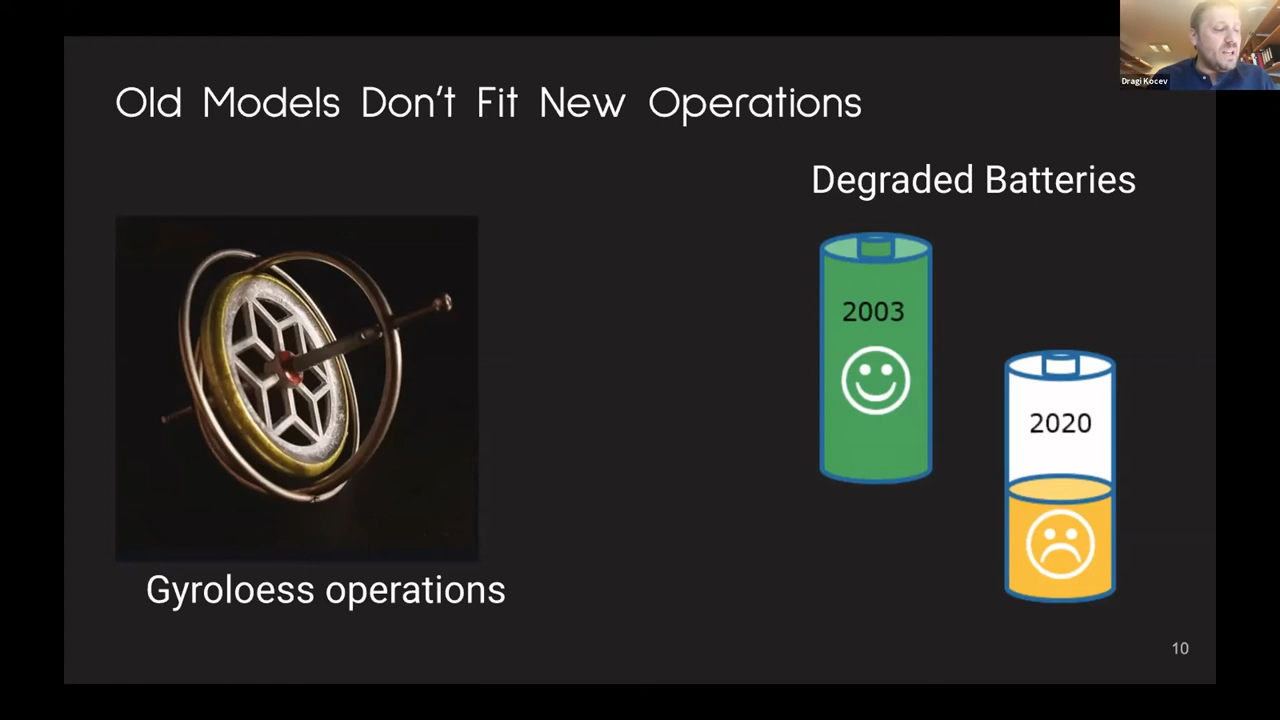 Dragi Kocev
Old Models Don't Fit New Operations
Degraded Batteries
2003
2020
Gyroloess operations
10